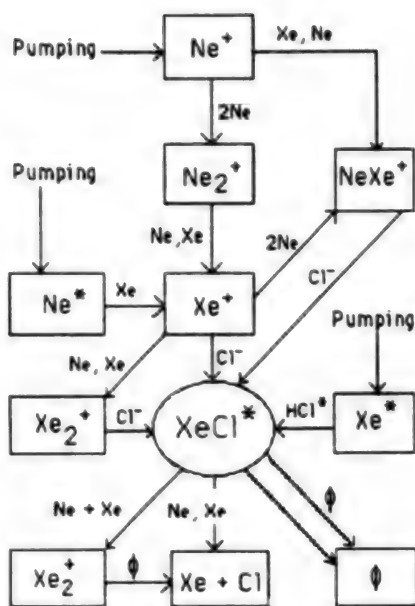 Pumping
Ne⁺
Xe, Ne
2Ne
Pumping
Ne₂⁺
NeXe⁺
Ne, Xe
2Ne
Cl⁻
Ne*
Xe
Xe⁺
Pumping
Ne, Xe
Cl⁻
Xe₂⁺
Cl⁻
XeCl*
HCl*
Xe*
Ne + Xe
Ne, Xe
ϕ
Xe₂⁺
ϕ
Xe + Cl
ϕ